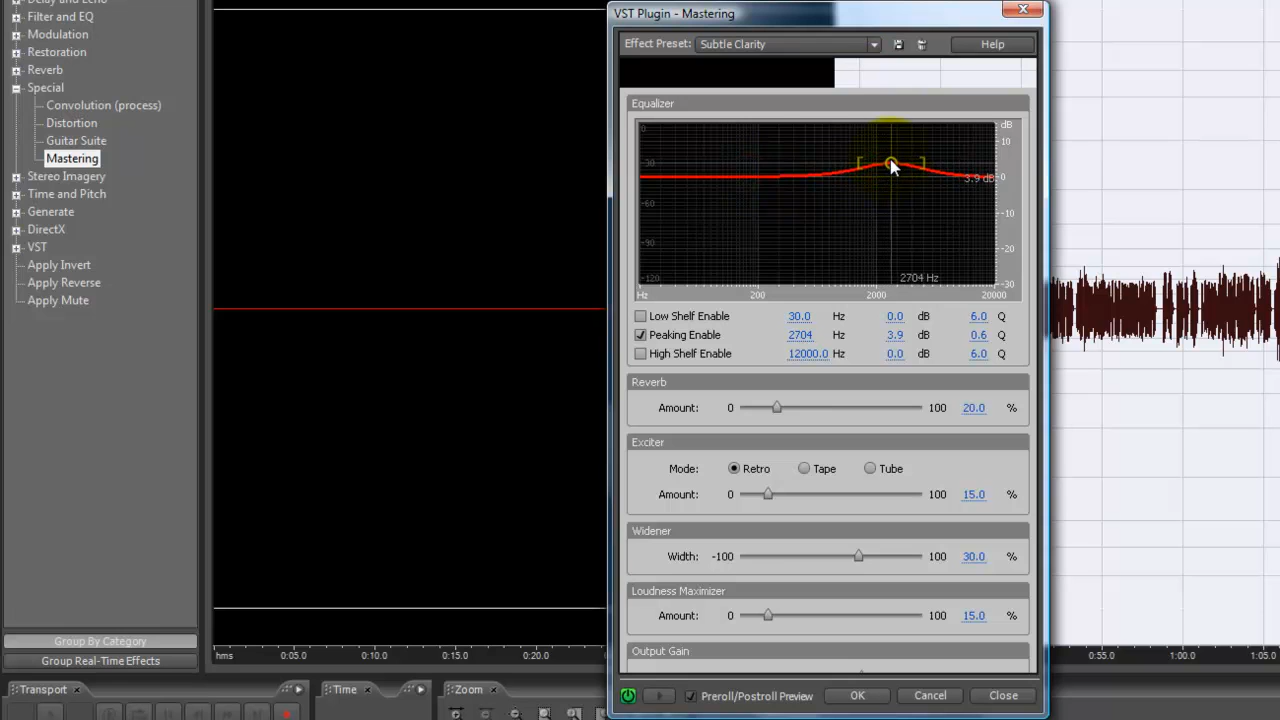 Delay and Echo
Filter and EQ
Modulation
Restoration
Reverb
Special
Convolution (process)
Distortion
Guitar Suite
Mastering
Stereo Imagery
Time and Pitch
Generate
DirectX
VST
Apply Invert
Apply Reverse
Apply Mute
Group By Category
Group Real-Time Effects
VST Plugin - Mastering
Effect Preset: Subtle Clarity Help
Equalizer
0 dB
10
-30
3.9 dB -0
-60
-10
-20
-90
2704 Hz
-120 -30
Hz 200 2000 20000
Low Shelf Enable 30.0 Hz 0.0 dB 6.0 Q
Peaking Enable 2704 Hz 3.9 dB 0.6 Q
High Shelf Enable 12000.0 Hz 0.0 dB 6.0 Q
Reverb
Amount: 0 100 20.0 %
Exciter
Mode: Retro Tape Tube
Amount: 0 100 15.0 %
Widener
Width: -100 100 30.0 %
Loudness Maximizer
Amount: 0 100 15.0 %
Output Gain
Preroll/Postroll Preview OK Cancel Close
hms 0:05.0 0:10.0 0:15.0 0:20.0 0:55.0 1:00.0 1:05.0
Transport × Time × Zoom ×